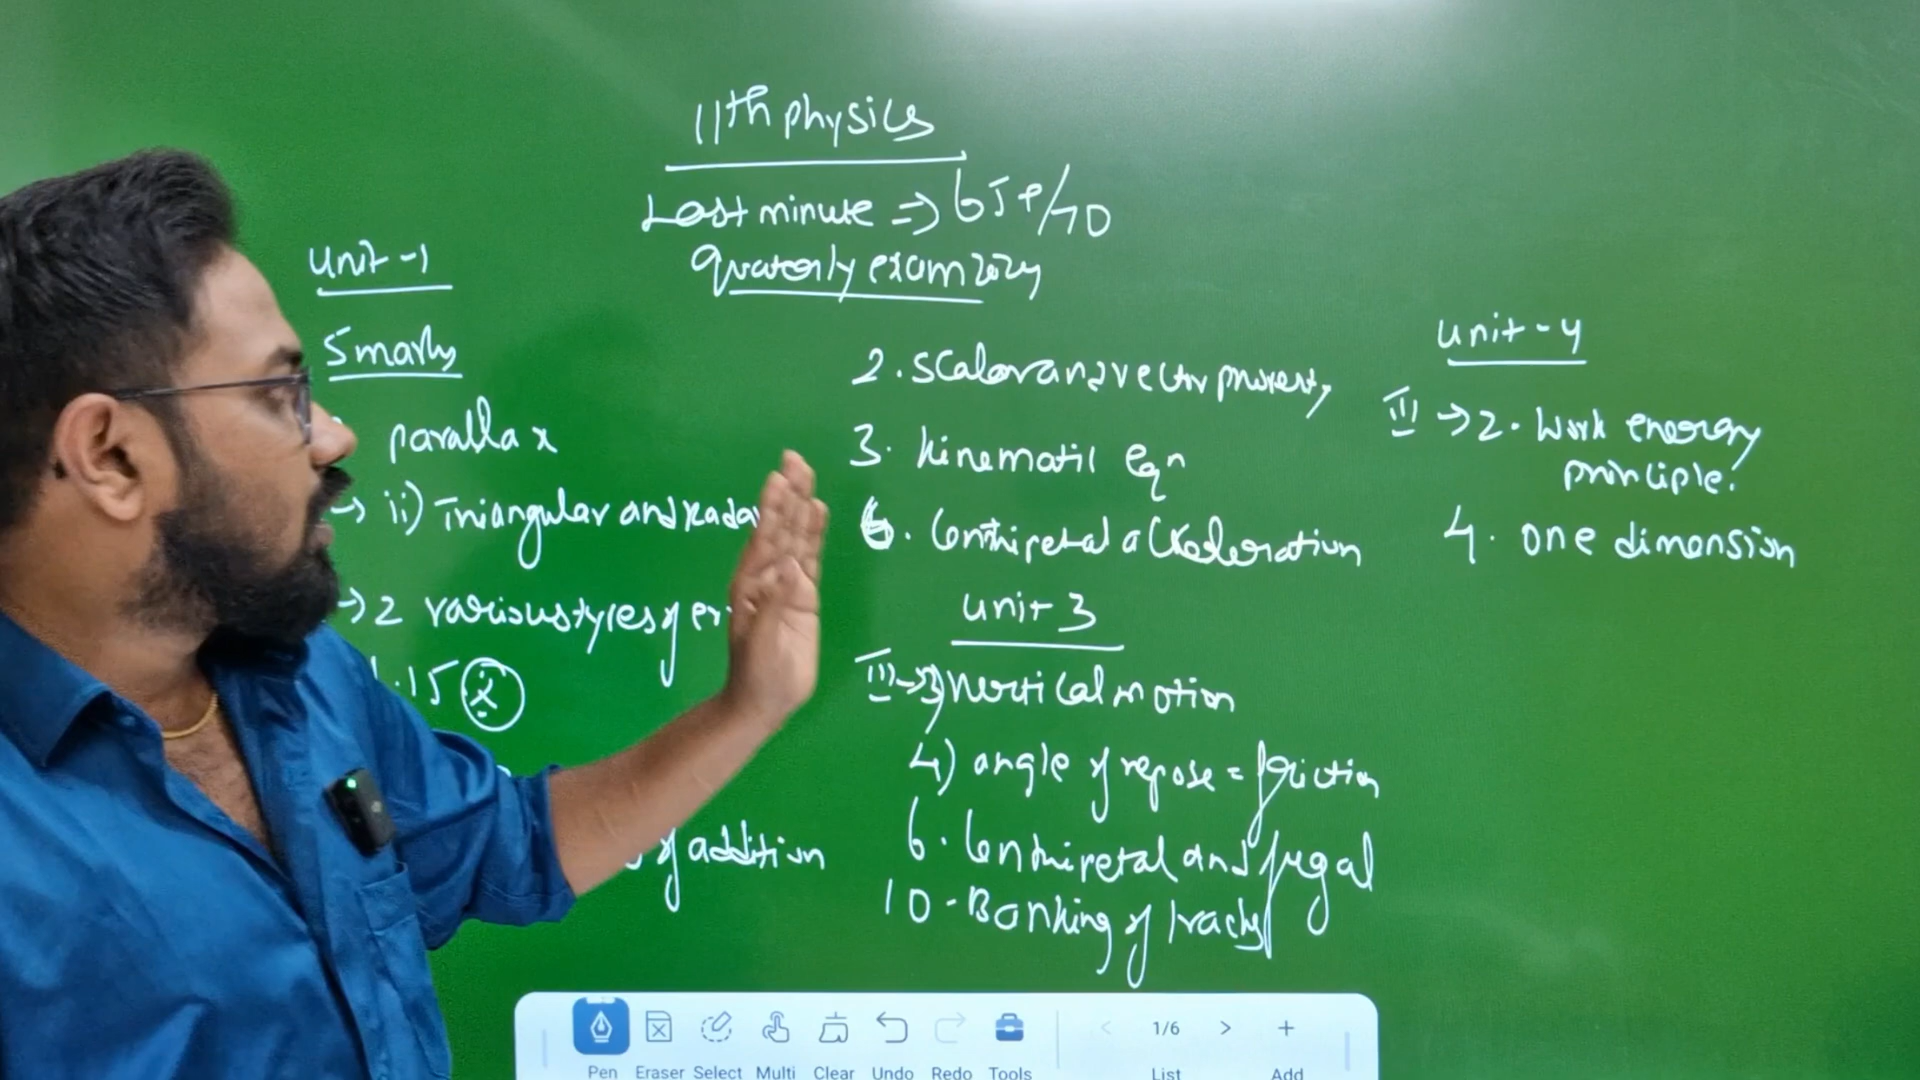 11th physics
Last minute => 65+/70
Quaterly exam 2024
Unit-1
5 marks
parallax
→ ii) Triangular and Radar
→ 2 various types of er
1.15
of addition
2. Scalar and vector property
3. kinematic Eqn
6. Centripetal acceleration
Unit 3
III → 3) vertical motion
4) angle of repose = friction
6. Centripetal and fugal
10 - Banking of tracks
Unit-4
III → 2. Work energy
principle.
4. one dimension
Pen Eraser Select Multi Clear Undo Redo Tools
1/6
List Add